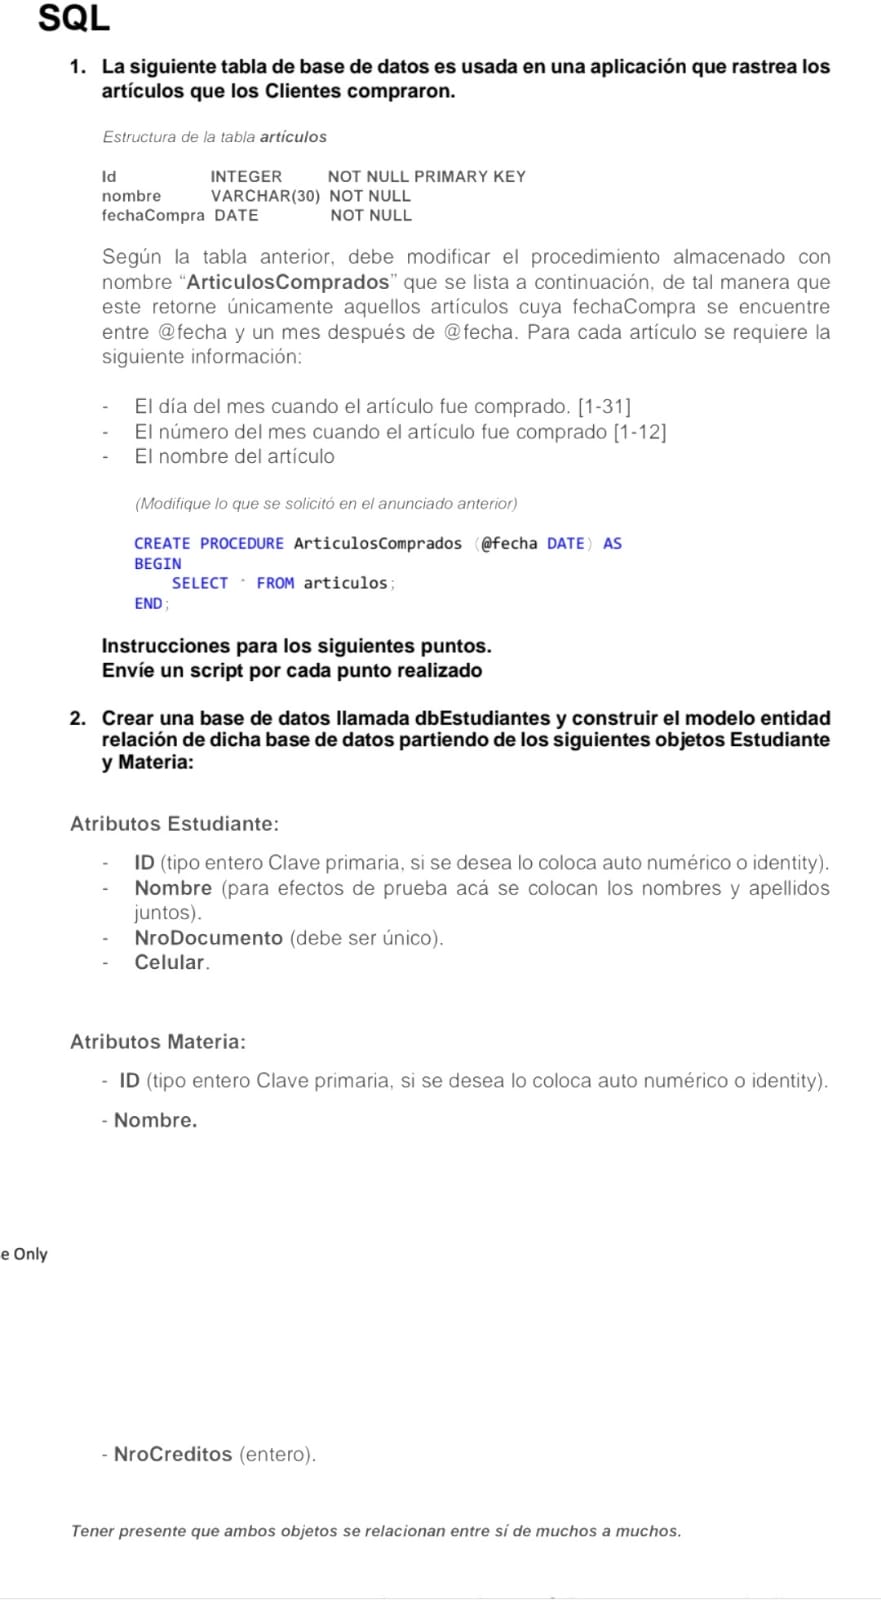 SQL
1. La siguiente tabla de base de datos es usada en una aplicación que rastrea los
artículos que los Clientes compraron.
Estructura de la tabla artículos
Id INTEGER NOT NULL PRIMARY KEY
nombre VARCHAR(30) NOT NULL
fechaCompra DATE NOT NULL
Según la tabla anterior, debe modificar el procedimiento almacenado con
nombre “ArticulosComprados” que se lista a continuación, de tal manera que
este retorne únicamente aquellos artículos cuya fechaCompra se encuentre
entre @fecha y un mes después de @fecha. Para cada artículo se requiere la
siguiente información:
- El día del mes cuando el artículo fue comprado. [1-31]
- El número del mes cuando el artículo fue comprado [1-12]
- El nombre del artículo
(Modifique lo que se solicitó en el anunciado anterior)
CREATE PROCEDURE ArticulosComprados (@fecha DATE) AS
BEGIN
SELECT * FROM articulos;
END;
Instrucciones para los siguientes puntos.
Envíe un script por cada punto realizado
2. Crear una base de datos llamada dbEstudiantes y construir el modelo entidad
relación de dicha base de datos partiendo de los siguientes objetos Estudiante
y Materia:
Atributos Estudiante:
- ID (tipo entero Clave primaria, si se desea lo coloca auto numérico o identity).
- Nombre (para efectos de prueba acá se colocan los nombres y apellidos
juntos).
- NroDocumento (debe ser único).
- Celular.
Atributos Materia:
- ID (tipo entero Clave primaria, si se desea lo coloca auto numérico o identity).
- Nombre.
e Only
- NroCreditos (entero).
Tener presente que ambos objetos se relacionan entre sí de muchos a muchos.